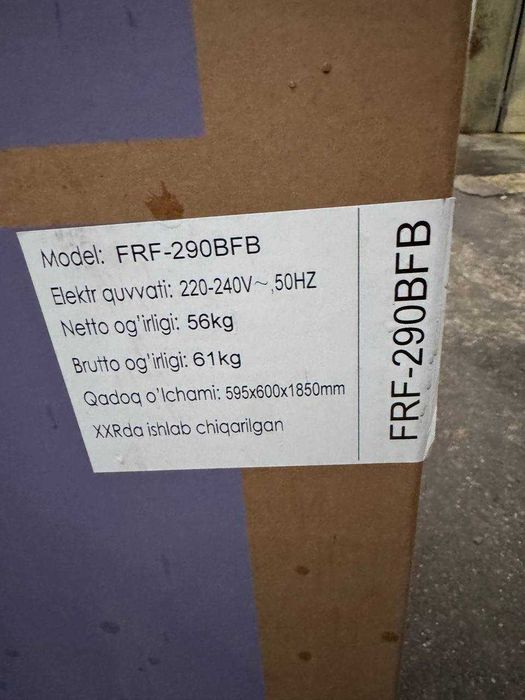 Model: FRF-290BFB
Elektr quvvati: 220-240V~,50HZ
Netto og'irligi: 56kg
Brutto og'irligi: 61kg
Qadoq o'lchami: 595x600x1850mm
XXRda ishlab chiqarilgan
FRF-290BFB